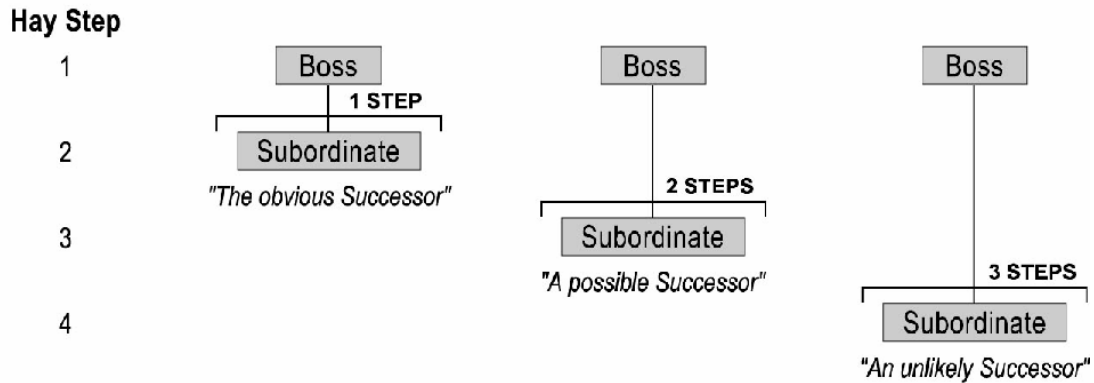 Hay Step
1
Boss
Boss
Boss
1 STEP
2
Subordinate
"The obvious Successor"
2 STEPS
3
Subordinate
"A possible Successor"
3 STEPS
4
Subordinate
"An unlikely Successor"